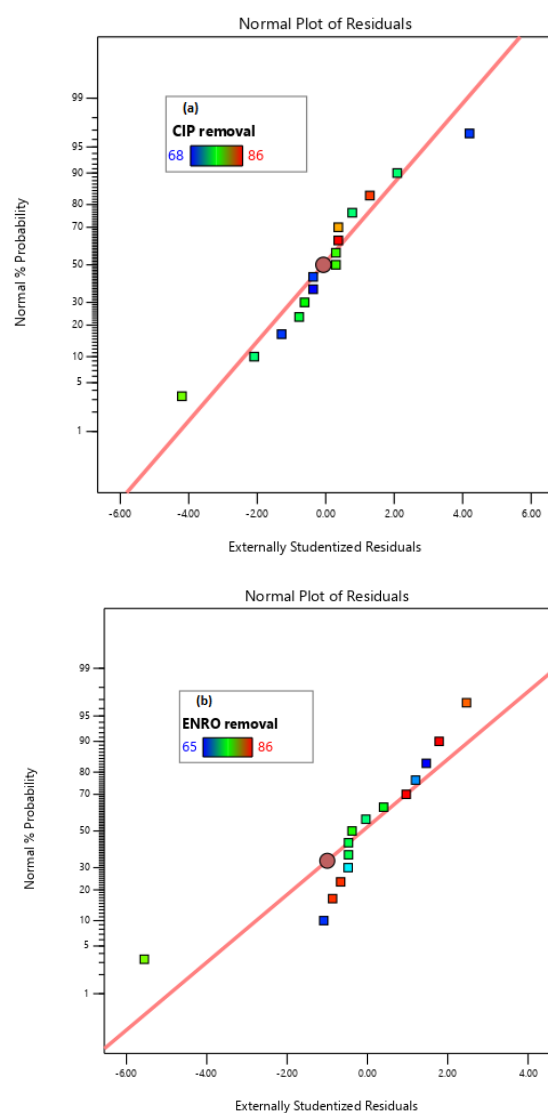 Normal Plot of Residuals
(a)
CIP removal
68 86
Normal % Probability
99
95
90
80
70
50
30
20
10
5
1
-6.00 -4.00 -2.00 0.00 2.00 4.00 6.00
Externally Studentized Residuals
Normal Plot of Residuals
(b)
ENRO removal
65 86
Normal % Probability
99
95
90
80
70
50
30
20
10
5
1
-6.00 -4.00 -2.00 0.00 2.00 4.00
Externally Studentized Residuals